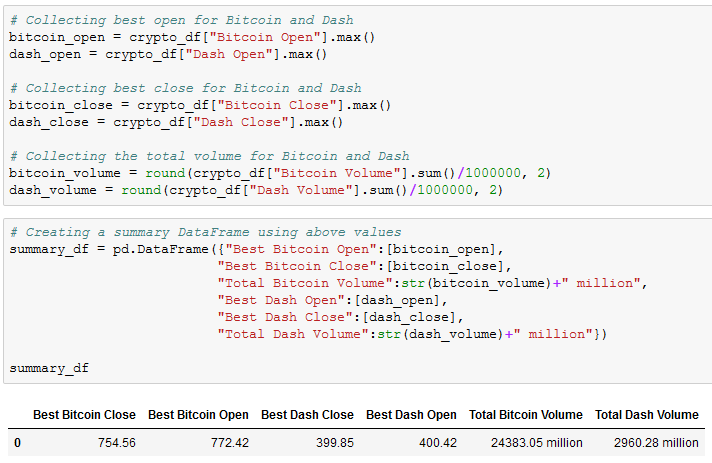 # Collecting best open for Bitcoin and Dash
bitcoin_open = crypto_df["Bitcoin Open"].max()
dash_open = crypto_df["Dash Open"].max()

# Collecting best close for Bitcoin and Dash
bitcoin_close = crypto_df["Bitcoin Close"].max()
dash_close = crypto_df["Dash Close"].max()

# Collecting the total volume for Bitcoin and Dash
bitcoin_volume = round(crypto_df["Bitcoin Volume"].sum()/1000000, 2)
dash_volume = round(crypto_df["Dash Volume"].sum()/1000000, 2)

# Creating a summary DataFrame using above values
summary_df = pd.DataFrame({"Best Bitcoin Open":[bitcoin_open],
                          "Best Bitcoin Close":[bitcoin_close],
                          "Total Bitcoin Volume":str(bitcoin_volume)+" million",
                          "Best Dash Open":[dash_open],
                          "Best Dash Close":[dash_close],
                          "Total Dash Volume":str(dash_volume)+" million"})

summary_df

Best Bitcoin Close Best Bitcoin Open Best Dash Close Best Dash Open Total Bitcoin Volume Total Dash Volume
0 754.56 772.42 399.85 400.42 24383.05 million 2960.28 million